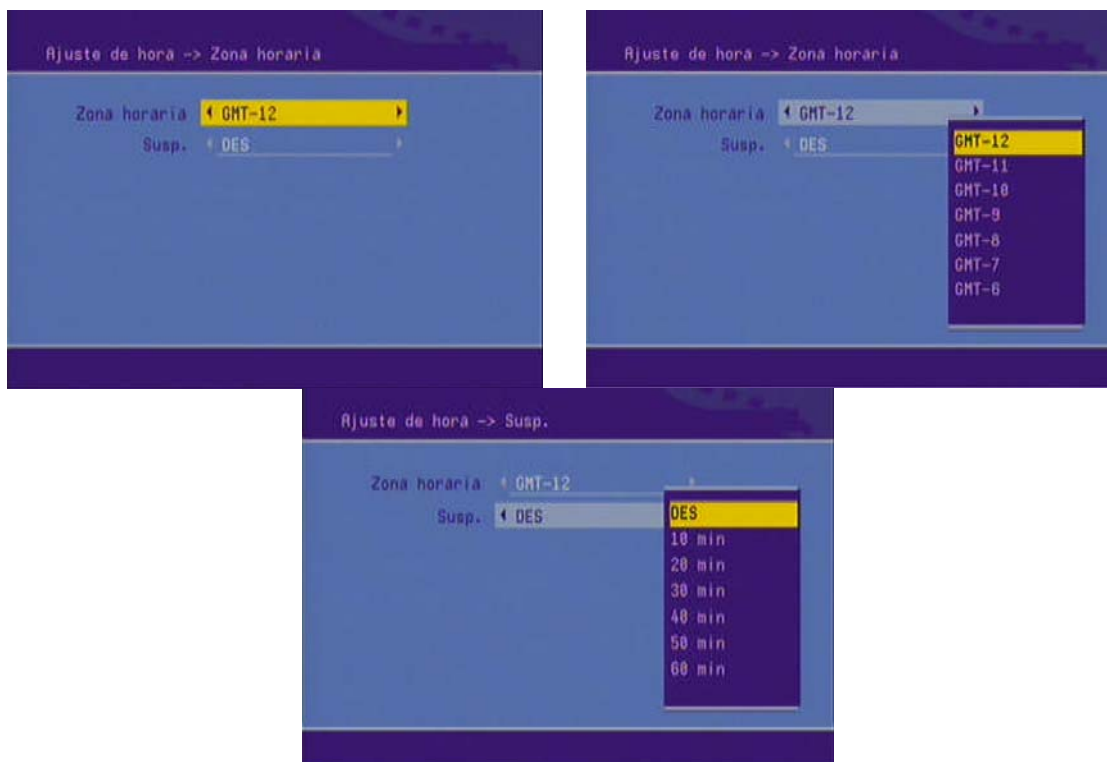 Ajuste de hora -> Zona horaria
Zona horaria GMT-12
Susp. DES
Ajuste de hora -> Zona horaria
Zona horaria GMT-12
Susp. DES
GMT-12
GMT-11
GMT-10
GMT-9
GMT-8
GMT-7
GMT-6
Ajuste de hora -> Susp.
Zona horaria GMT-12
Susp. DES
DES
10 min
20 min
30 min
40 min
50 min
60 min